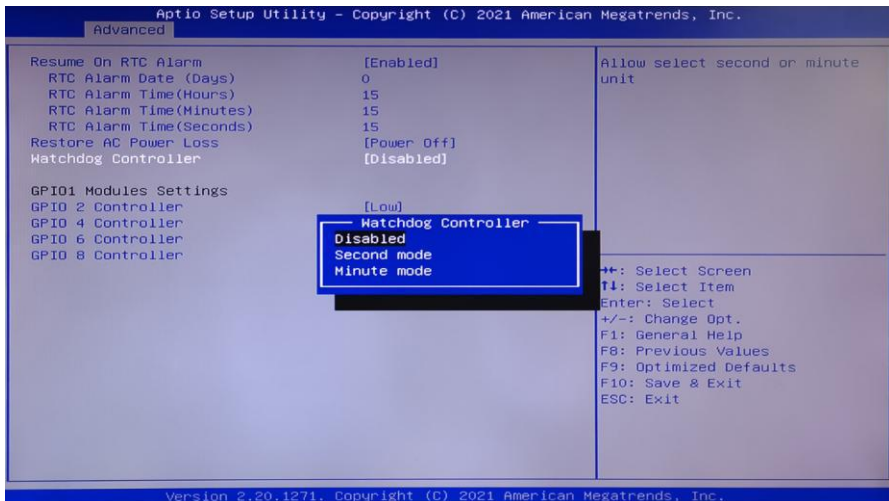 Aptio Setup Utility - Copyright (C) 2021 American Megatrends, Inc.
Advanced
Resume On RTC Alarm [Enabled]
RTC Alarm Date (Days) 0
RTC Alarm Time(Hours) 15
RTC Alarm Time(Minutes) 15
RTC Alarm Time(Seconds) 15
Restore AC Power Loss [Power Off]
Watchdog Controller [Disabled]
GPIO1 Modules Settings
GPIO 2 Controller [Low]
GPIO 4 Controller
GPIO 6 Controller
GPIO 8 Controller
Watchdog Controller
Disabled
Second mode
Minute mode
Allow select second or minute
unit
→←: Select Screen
↑↓: Select Item
Enter: Select
+/-: Change Opt.
F1: General Help
F8: Previous Values
F9: Optimized Defaults
F10: Save & Exit
ESC: Exit
Version 2.20.1271. Copyright (C) 2021 American Megatrends, Inc.